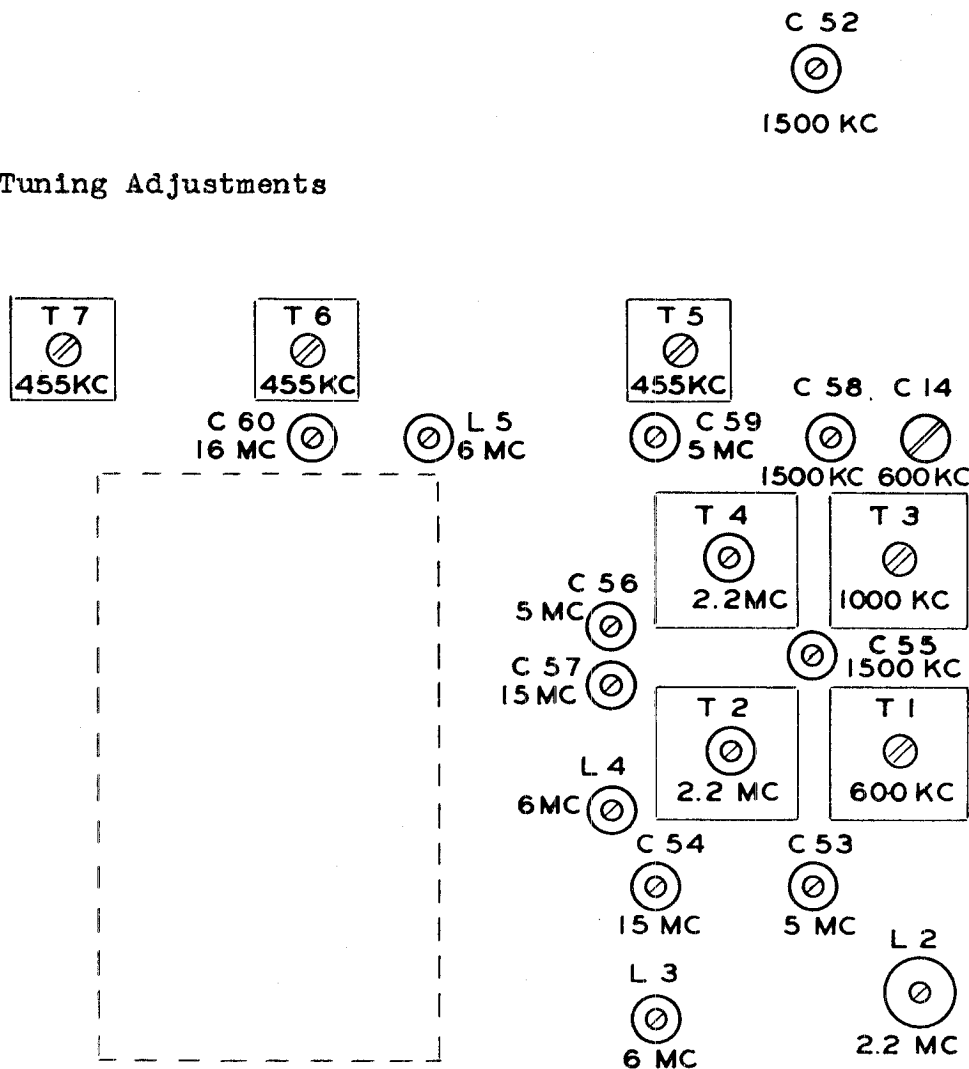 C 52
1500 KC
Tuning Adjustments
T 7
455KC
T 6
455KC
T 5
455KC
C 60
16 MC
L 5
6 MC
C 59
5 MC
C 58
1500 KC
C 14
600 KC
T 4
2.2 MC
T 3
1000 KC
C 56
5 MC
C 55
1500 KC
C 57
15 MC
T 2
2.2 MC
T 1
600 KC
L 4
6 MC
C 54
15 MC
C 53
5 MC
L 2
2.2 MC
L 3
6 MC